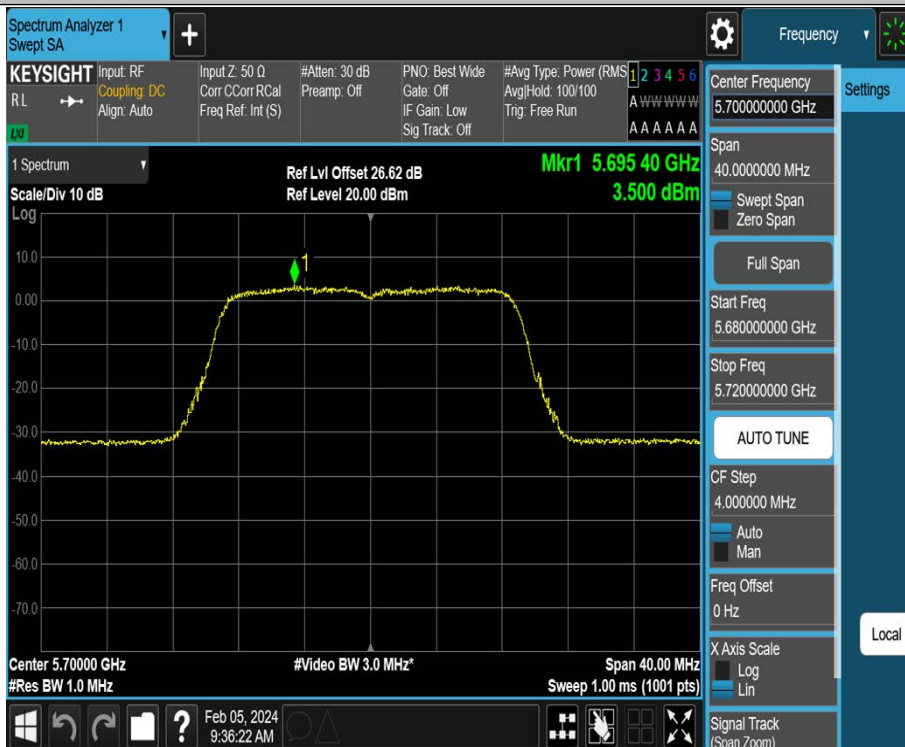 Spectrum Analyzer 1
Swept SA
+
Frequency
KEYSIGHT
RL
LXI
Input: RF
Coupling: DC
Align: Auto
Input Z: 50 Ω
Corr CCorr RCal
Freq Ref: Int (S)
#Atten: 30 dB
Preamp: Off
PNO: Best Wide
Gate: Off
IF Gain: Low
Sig Track: Off
#Avg Type: Power (RMS
Avg|Hold: 100/100
Trig: Free Run
1 2 3 4 5 6
A W W W W W
A A A A A A
1 Spectrum
Scale/Div 10 dB
Log
Ref Lvl Offset 26.62 dB
Ref Level 20.00 dBm
Mkr1 5.695 40 GHz
3.500 dBm
1
10.0
0.00
-10.0
-20.0
-30.0
-40.0
-50.0
-60.0
-70.0
Center 5.70000 GHz
#Res BW 1.0 MHz
#Video BW 3.0 MHz*
Span 40.00 MHz
Sweep 1.00 ms (1001 pts)
?
Feb 05, 2024
9:36:22 AM
Center Frequency
5.700000000 GHz
Span
40.0000000 MHz
Swept Span
Zero Span
Full Span
Start Freq
5.680000000 GHz
Stop Freq
5.720000000 GHz
AUTO TUNE
CF Step
4.000000 MHz
Auto
Man
Freq Offset
0 Hz
X Axis Scale
Log
Lin
Signal Track
(Span Zoom)
Settings
Local